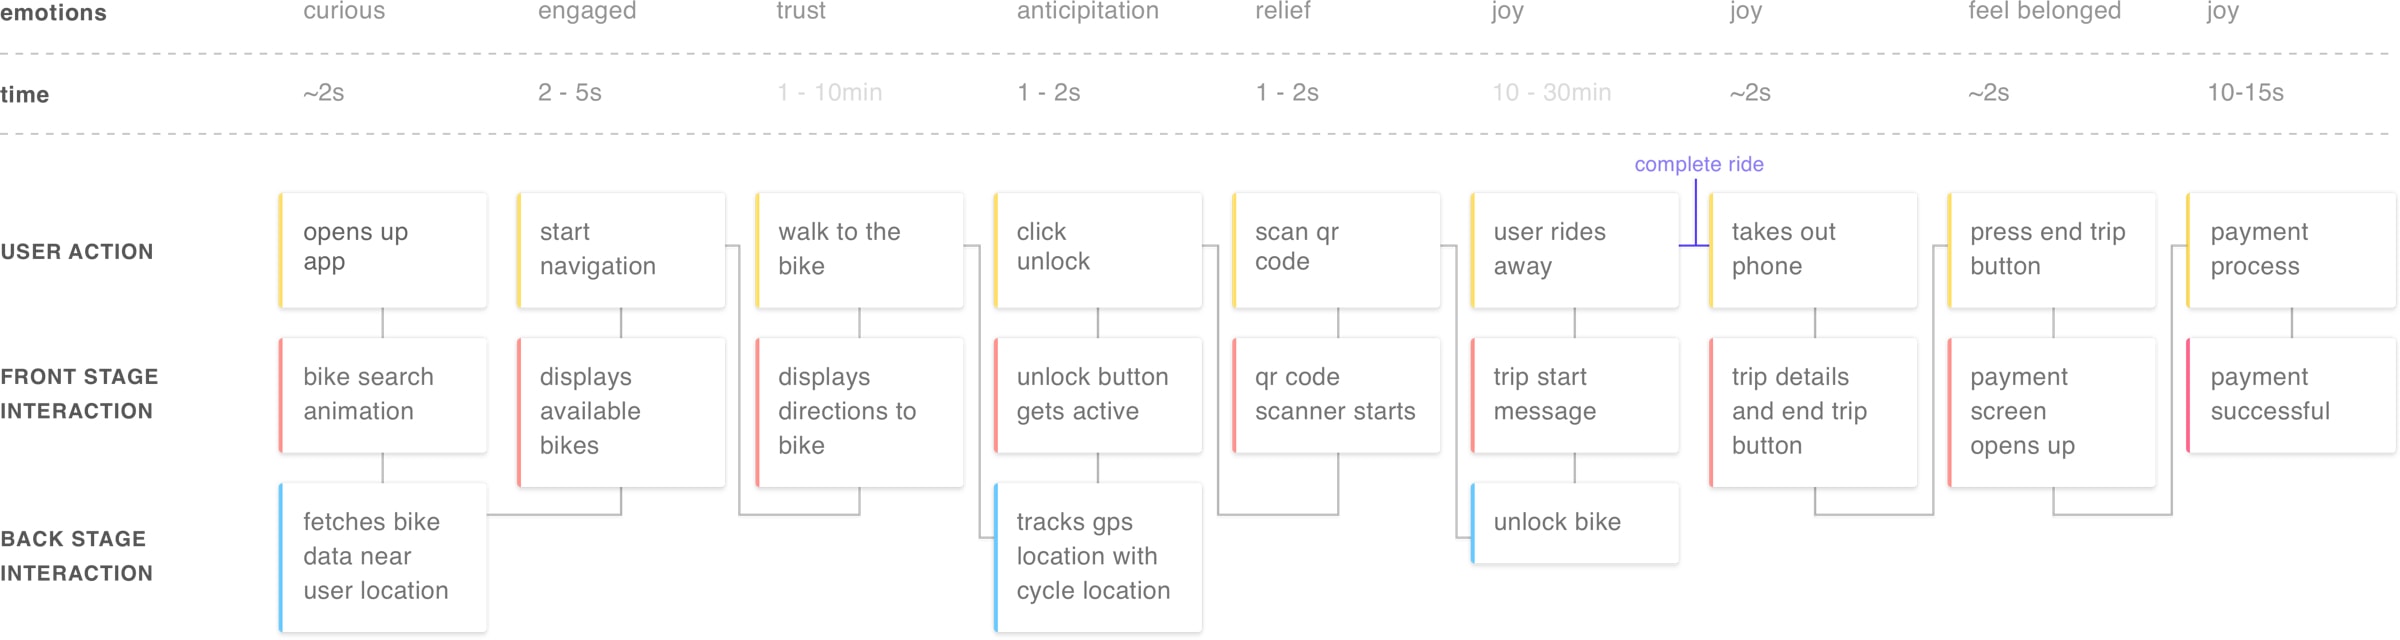 emotions curious engaged trust anticipitation relief joy joy feel belonged joy
time ~2s 2 - 5s 1 - 10min 1 - 2s 1 - 2s 10 - 30min ~2s ~2s 10-15s
complete ride
USER ACTION
opens up
app
start
navigation
walk to the
bike
click
unlock
scan qr
code
user rides
away
takes out
phone
press end trip
button
payment
process
FRONT STAGE
INTERACTION
bike search
animation
displays
available
bikes
displays
directions to
bike
unlock button
gets active
qr code
scanner starts
trip start
message
trip details
and end trip
button
payment
screen
opens up
payment
successful
BACK STAGE
INTERACTION
fetches bike
data near
user location
tracks gps
location with
cycle location
unlock bike